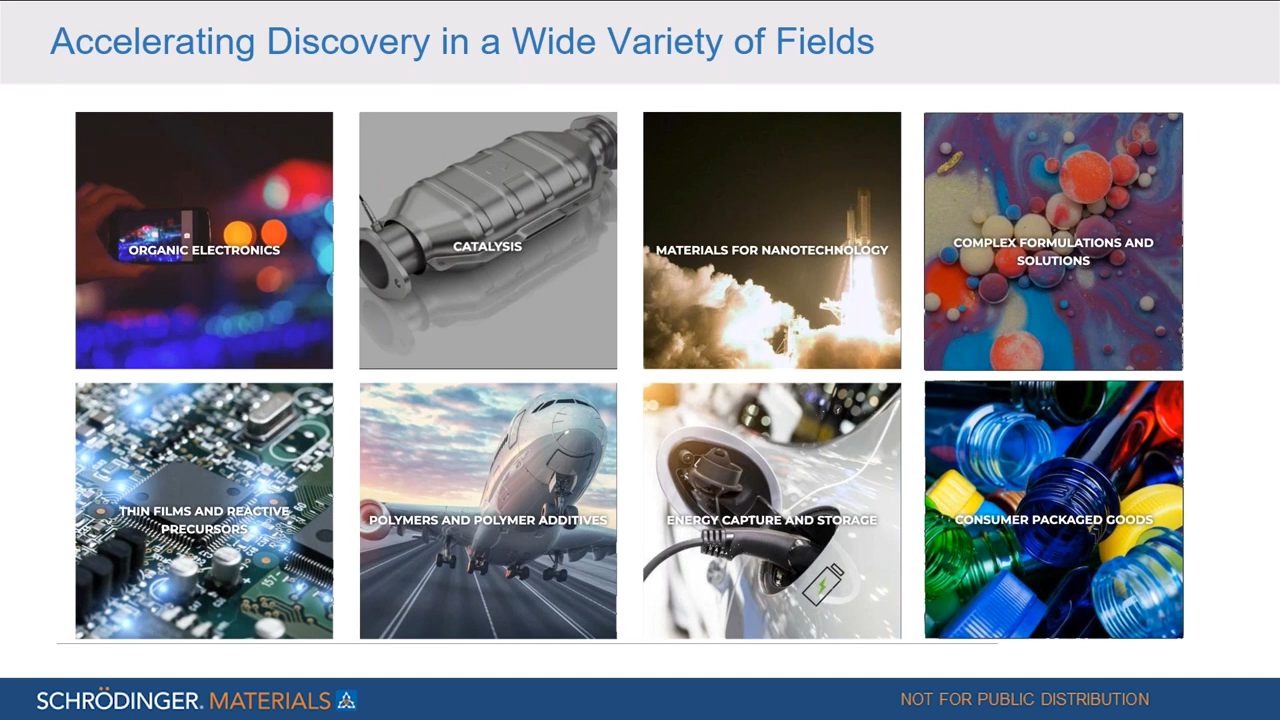 Accelerating Discovery in a Wide Variety of Fields
ORGANIC ELECTRONICS
CATALYSIS
MATERIALS FOR NANOTECHNOLOGY
COMPLEX FORMULATIONS AND
SOLUTIONS
THIN FILMS AND REACTIVE
PRECURSORS
POLYMERS AND POLYMER ADDITIVES
ENERGY CAPTURE AND STORAGE
CONSUMER PACKAGED GOODS
SCHRÖDINGER. MATERIALS
NOT FOR PUBLIC DISTRIBUTION